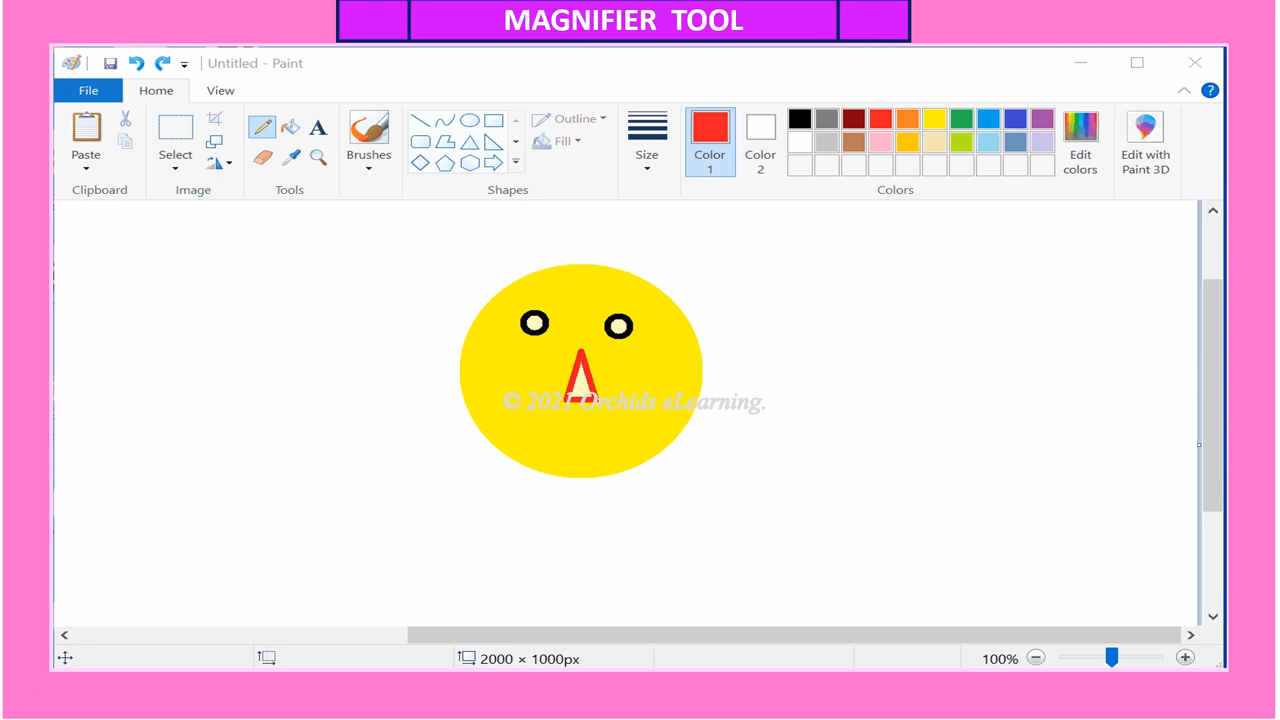 MAGNIFIER TOOL
Untitled - Paint
File Home View
Paste
Select
A
Brushes
Outline
Fill
Size
Color 1
Color 2
Edit colors
Edit with Paint 3D
?
Clipboard Image Tools Shapes Colors
© 2021 Orchids eLearning.
2000 × 1000px
100%